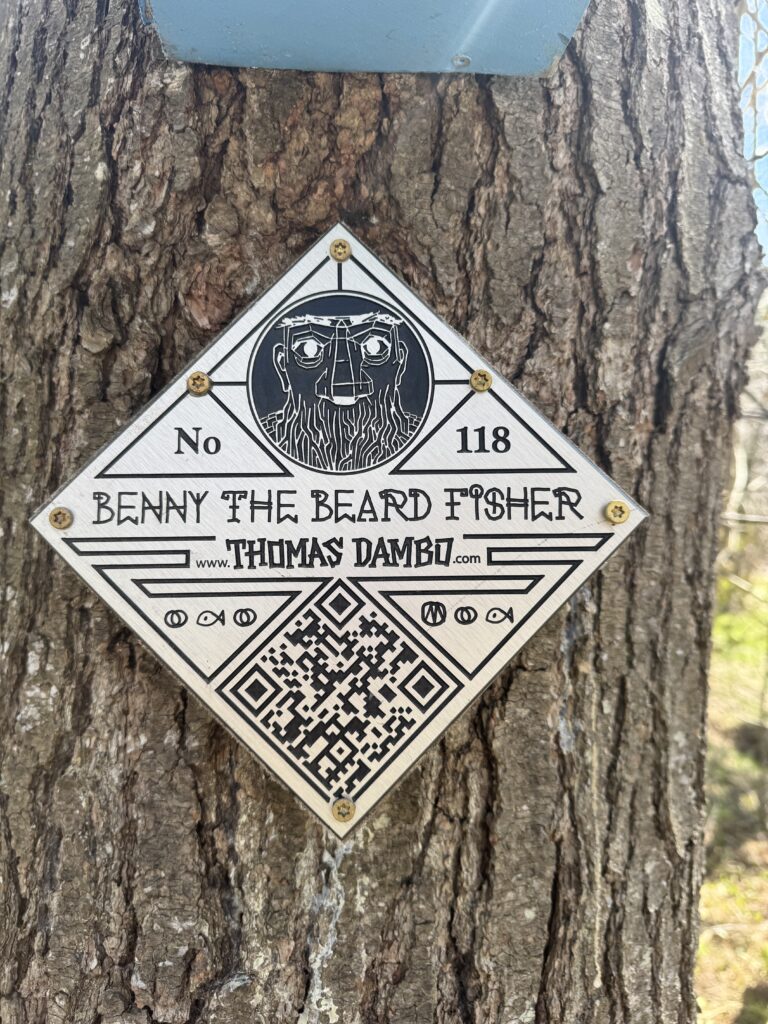 No 118
BENNY THE BEARD FISHER
www.THOMAS DAMBO.com